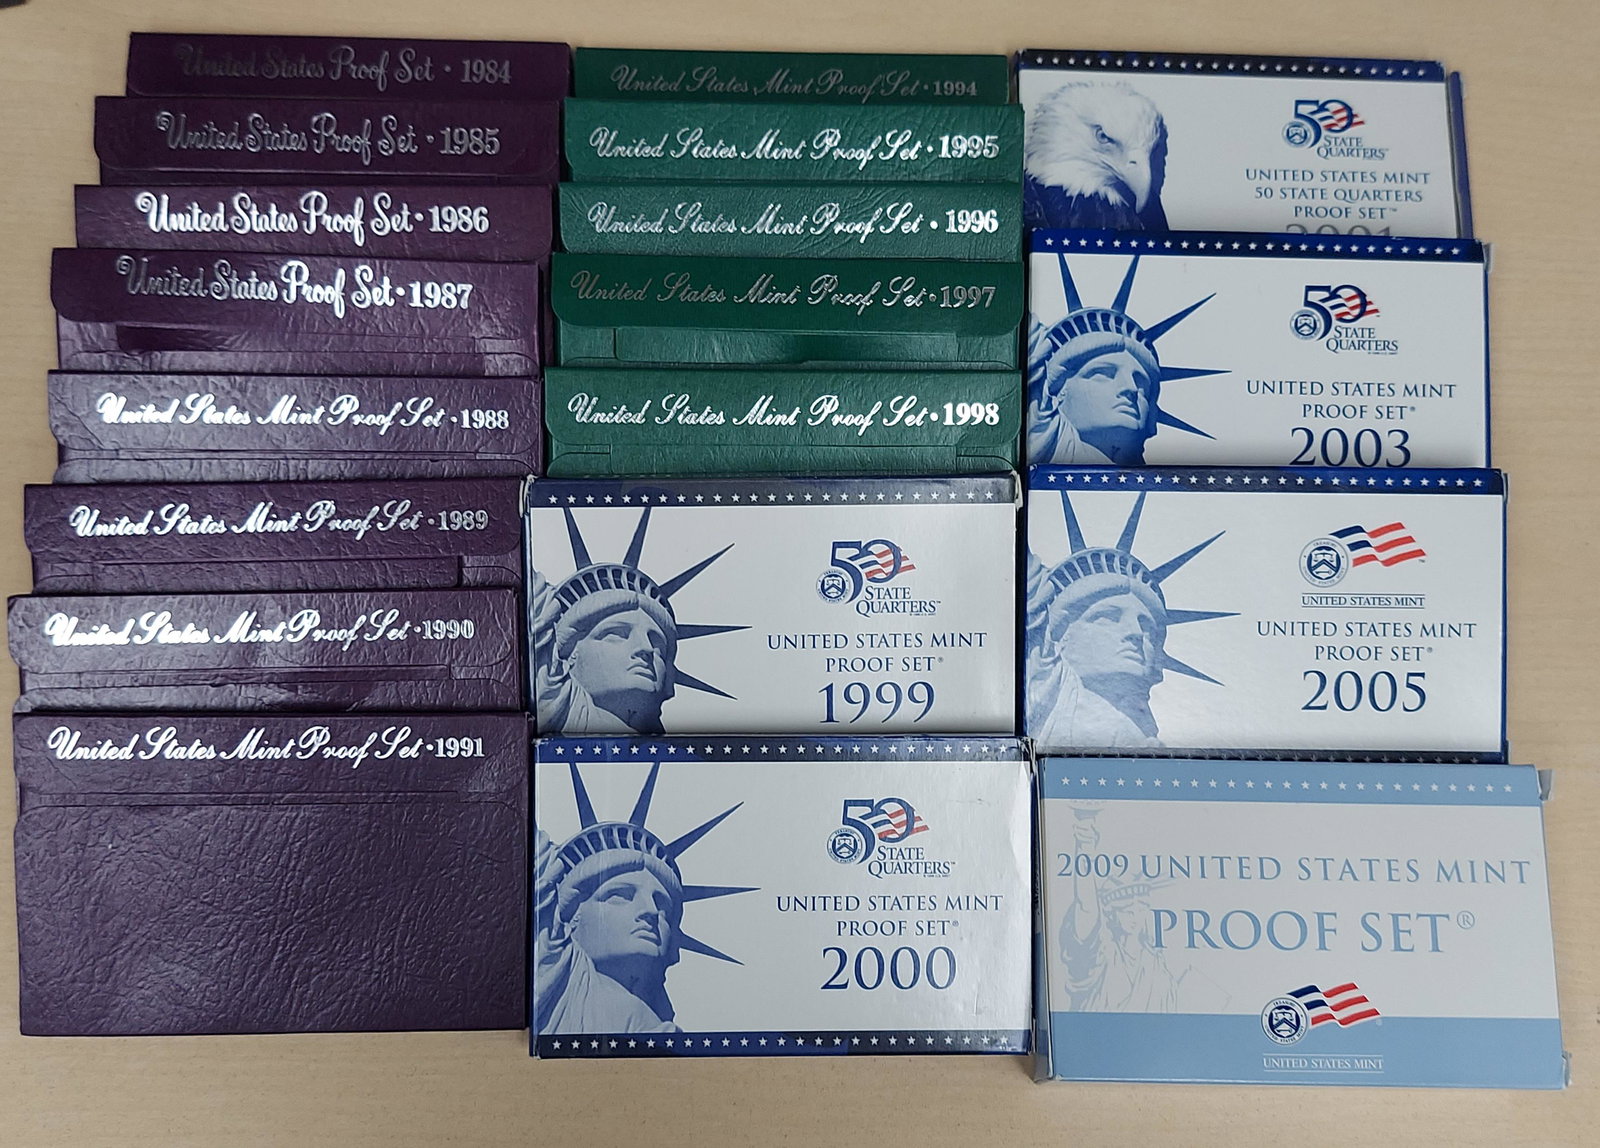 United States Proof Set · 1984
United States Proof Set · 1985
United States Proof Set · 1986
United States Proof Set · 1987
United States Mint Proof Set · 1988
United States Mint Proof Set · 1989
United States Mint Proof Set · 1990
United States Mint Proof Set · 1991
United States Mint Proof Set · 1994
United States Mint Proof Set · 1995
United States Mint Proof Set · 1996
United States Mint Proof Set · 1997
United States Mint Proof Set · 1998
50
STATE
QUARTERS™
UNITED STATES MINT
PROOF SET®
1999
50
STATE
QUARTERS™
UNITED STATES MINT
PROOF SET®
2000
50
STATE
QUARTERS™
UNITED STATES MINT
50 STATE QUARTERS
PROOF SET™
2001
50
STATE
QUARTERS
UNITED STATES MINT
PROOF SET®
2003
UNITED STATES MINT
UNITED STATES MINT
PROOF SET®
2005
2009 UNITED STATES MINT
PROOF SET®
UNITED STATES MINT